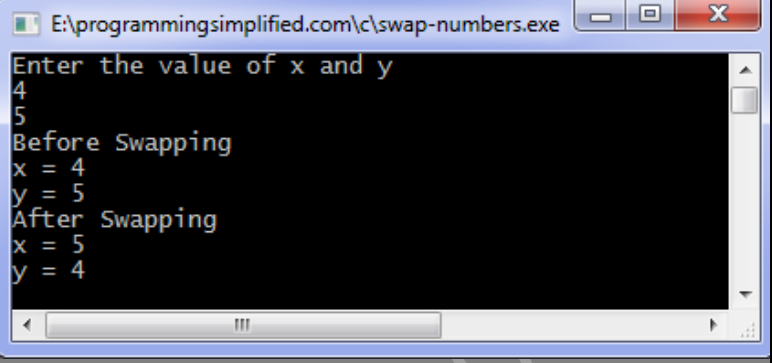 E:\programmingsimplified.com\c\swap-numbers.exe
Enter the value of x and y
4
5
Before Swapping
x = 4
y = 5
After Swapping
x = 5
y = 4